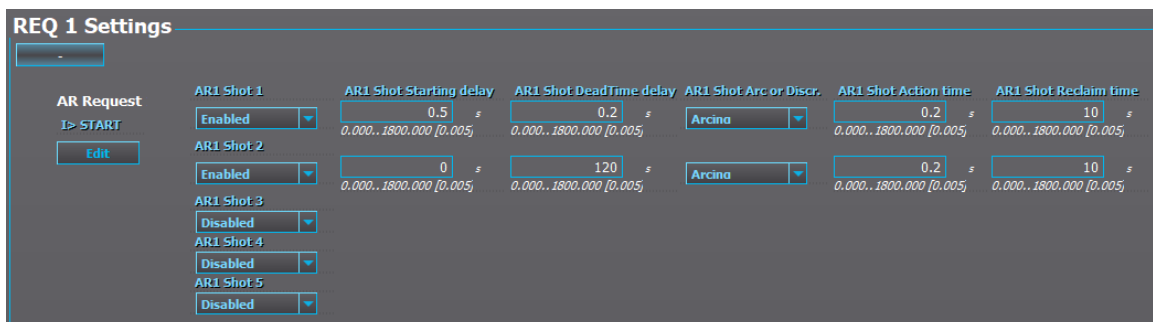 REQ 1 Settings
-
AR1 Shot 1 AR1 Shot Starting delay AR1 Shot DeadTime delay AR1 Shot Arc or Discr. AR1 Shot Action time AR1 Shot Reclaim time
AR Request
Enabled 0.5 s 0.2 s Arcing 0.2 s 10 s
I> START
0.000..1800.000 [0.005] 0.000..1800.000 [0.005] 0.000..1800.000 [0.005] 0.000..1800.000 [0.005]
Edit
AR1 Shot 2
Enabled 0 s 120 s Arcing 0.2 s 10 s
0.000..1800.000 [0.005] 0.000..1800.000 [0.005] 0.000..1800.000 [0.005] 0.000..1800.000 [0.005]
AR1 Shot 3
Disabled
AR1 Shot 4
Disabled
AR1 Shot 5
Disabled